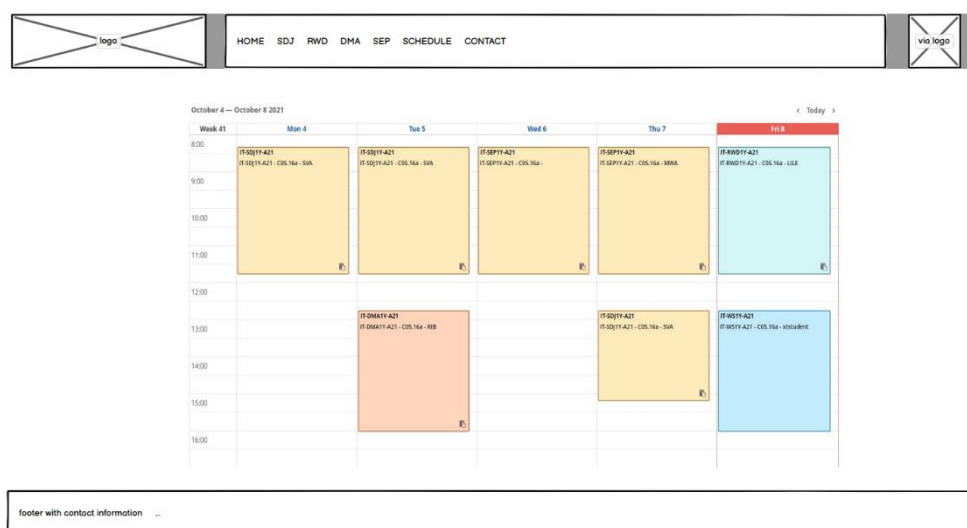 logo
HOME SDJ RWD DMA SEP SCHEDULE CONTACT
via logo
October 4 — October 8 2021
< Today >
Week 41 Mon 4 Tue 5 Wed 6 Thu 7 Fri 8
8:00
IT-SDJ1Y-A21
IT-SDJ1Y-A21 - C05.16a - SVA
IT-SDJ1Y-A21
IT-SDJ1Y-A21 - C05.16a - SVA
IT-SEP1Y-A21
IT-SEP1Y-A21 - C05.16a -
IT-SEP1Y-A21
IT-SEP1Y-A21 - C05.16a - MWA
IT-RWD1Y-A21
IT-RWD1Y-A21 - C05.16a - LILE
9:00
10:00
11:00
12:00
IT-DMA1Y-A21
IT-DMA1Y-A21 - C05.16a - RIB
IT-SDJ1Y-A21
IT-SDJ1Y-A21 - C05.16a - SVA
IT-WS1Y-A21
IT-WS1Y-A21 - C05.16a - xtstudent
13:00
14:00
15:00
16:00
footer with contact information ...